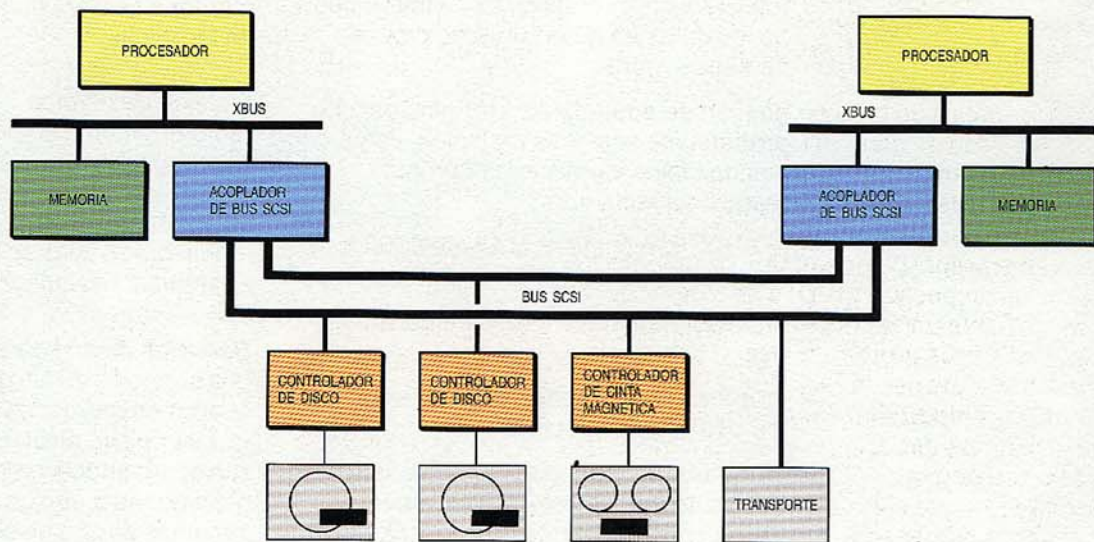 PROCESADOR
PROCESADOR
XBUS
XBUS
MEMORIA
ACOPLADOR
DE BUS SCSI
ACOPLADOR
DE BUS SCSI
MEMORIA
BUS SCSI
CONTROLADOR
DE DISCO
CONTROLADOR
DE DISCO
CONTROLADOR
DE CINTA
MAGNETICA
TRANSPORTE